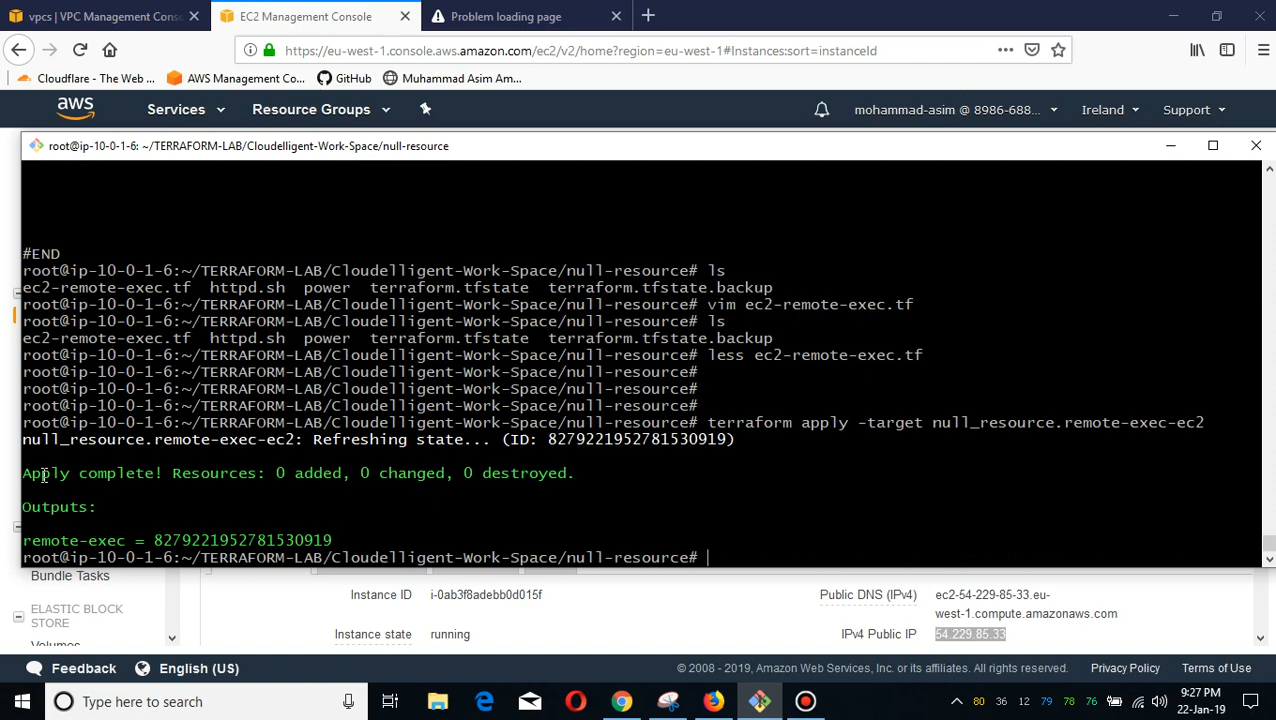 vpcs | VPC Management Conso
EC2 Management Console
Problem loading page
https://eu-west-1.console.aws.amazon.com/ec2/v2/home?region=eu-west-1#Instances:sort=instanceId
Cloudflare - The Web ...
AWS Management Co...
GitHub
Muhammad Asim Am...
aws
Services
Resource Groups
mohammad-asim @ 8986-688...
Ireland
Support
root@ip-10-0-1-6: ~/TERRAFORM-LAB/Cloudelligent-Work-Space/null-resource
#END
root@ip-10-0-1-6:~/TERRAFORM-LAB/Cloudelligent-Work-Space/null-resource# ls
ec2-remote-exec.tf  httpd.sh  power  terraform.tfstate  terraform.tfstate.backup
root@ip-10-0-1-6:~/TERRAFORM-LAB/Cloudelligent-Work-Space/null-resource# vim ec2-remote-exec.tf
root@ip-10-0-1-6:~/TERRAFORM-LAB/Cloudelligent-Work-Space/null-resource# ls
ec2-remote-exec.tf  httpd.sh  power  terraform.tfstate  terraform.tfstate.backup
root@ip-10-0-1-6:~/TERRAFORM-LAB/Cloudelligent-Work-Space/null-resource# less ec2-remote-exec.tf
root@ip-10-0-1-6:~/TERRAFORM-LAB/Cloudelligent-Work-Space/null-resource#
root@ip-10-0-1-6:~/TERRAFORM-LAB/Cloudelligent-Work-Space/null-resource#
root@ip-10-0-1-6:~/TERRAFORM-LAB/Cloudelligent-Work-Space/null-resource#
root@ip-10-0-1-6:~/TERRAFORM-LAB/Cloudelligent-Work-Space/null-resource# terraform apply -target null_resource.remote-exec-ec2
null_resource.remote-exec-ec2: Refreshing state... (ID: 8279221952781530919)
Apply complete! Resources: 0 added, 0 changed, 0 destroyed.
Outputs:
remote-exec = 8279221952781530919
root@ip-10-0-1-6:~/TERRAFORM-LAB/Cloudelligent-Work-Space/null-resource#
Bundle Tasks
ELASTIC BLOCK
STORE
Volumes
Instance ID
i-0ab3f8adebb0d015f
Public DNS (IPv4)
ec2-54-229-85-33.eu-
west-1.compute.amazonaws.com
Instance state
running
IPv4 Public IP
54.229.85.33
Feedback
English (US)
© 2008 - 2019, Amazon Web Services, Inc. or its affiliates. All rights reserved.
Privacy Policy
Terms of Use
Type here to search
80
36
12
79
78
76
9:27 PM
22-Jan-19